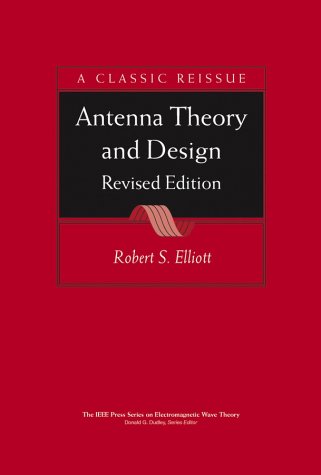 A CLASSIC REISSUE
Antenna Theory
and Design
Revised Edition
Robert S. Elliott
The IEEE Press Series on Electromagnetic Wave Theory
Donald G. Dudley, Series Editor